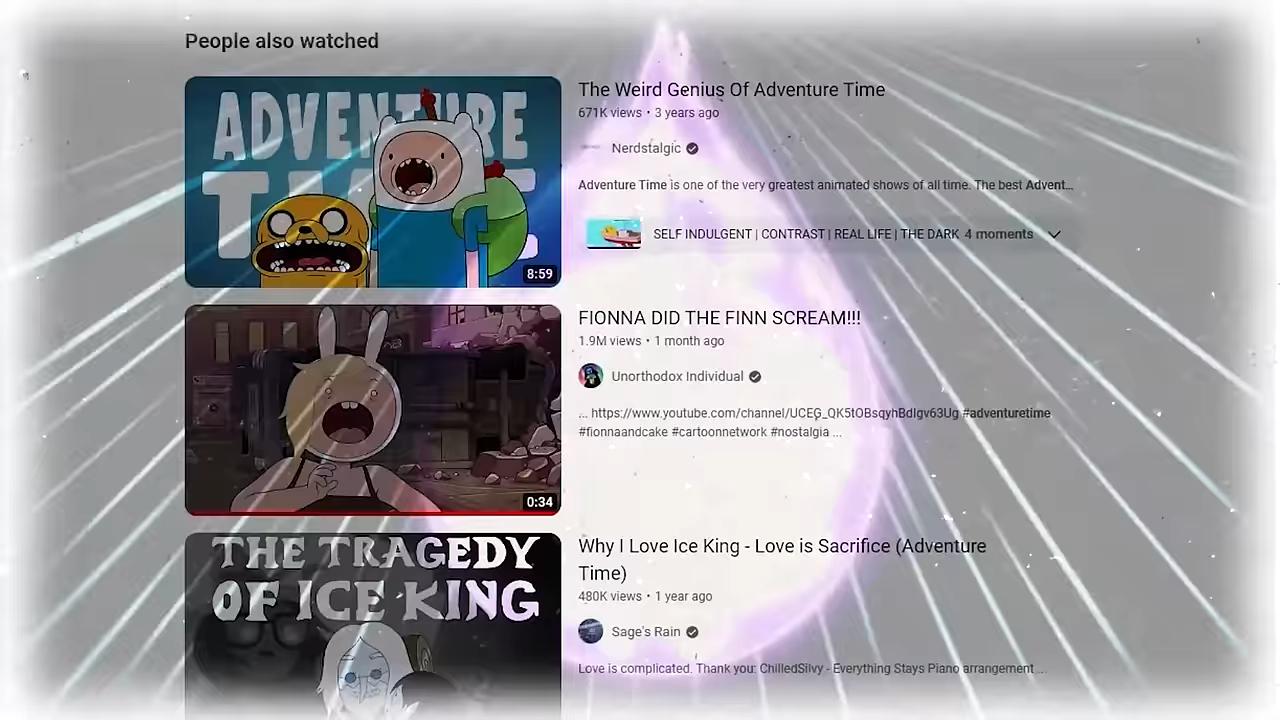 People also watched
ADVENTURE
8:59
The Weird Genius Of Adventure Time
671K views • 3 years ago
Nerdstalgic
Adventure Time is one of the very greatest animated shows of all time. The best Advent...
SELF INDULGENT | CONTRAST | REAL LIFE | THE DARK 4 moments
0:34
FIONNA DID THE FINN SCREAM!!!
1.9M views • 1 month ago
Unorthodox Individual
... https://www.youtube.com/channel/UCEG_QK5tOBsqyhBdIgv63Ug #adventuretime
#fionnaandcake #cartoonnetwork #nostalgia ...
THE TRAGEDY
OF ICE KING
Why I Love Ice King - Love is Sacrifice (Adventure
Time)
480K views • 1 year ago
Sage's Rain
Love is complicated. Thank you: ChilledSilvy - Everything Stays Piano arrangement ...